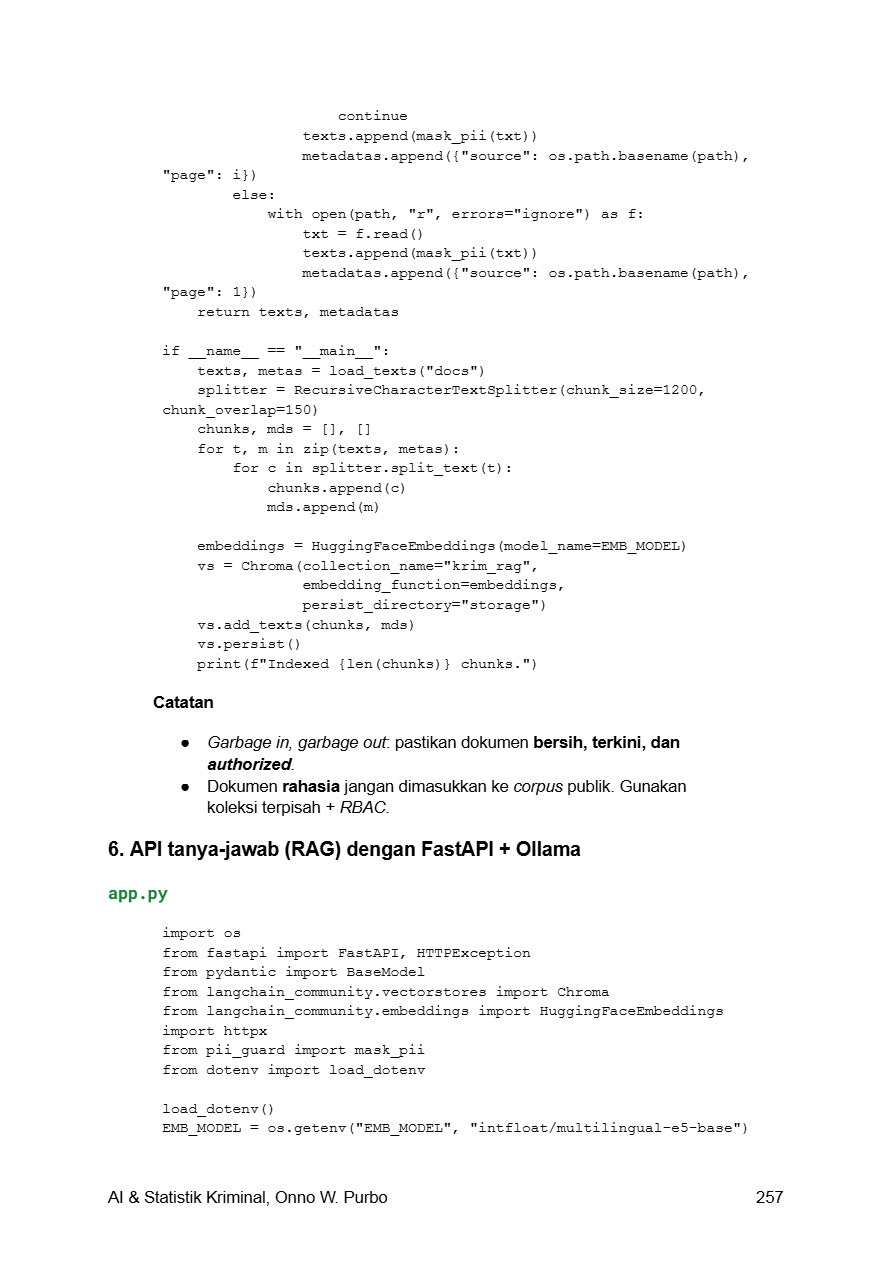 continue
texts.append(mask_pii(txt))
metadatas.append({"source": os.path.basename(path),
"page": i})
else:
with open(path, "r", errors="ignore") as f:
txt = f.read()
texts.append(mask_pii(txt))
metadatas.append({"source": os.path.basename(path),
"page": 1})
return texts, metadatas
if __name__ == "__main__":
texts, metas = load_texts("docs")
splitter = RecursiveCharacterTextSplitter(chunk_size=1200,
chunk_overlap=150)
chunks, mds = [], []
for t, m in zip(texts, metas):
for c in splitter.split_text(t):
chunks.append(c)
mds.append(m)
embeddings = HuggingFaceEmbeddings(model_name=EMB_MODEL)
vs = Chroma(collection_name="krim_rag",
embedding_function=embeddings,
persist_directory="storage")
vs.add_texts(chunks, mds)
vs.persist()
print(f"Indexed {len(chunks)} chunks.")
Catatan
● Garbage in, garbage out: pastikan dokumen bersih, terkini, dan
authorized.
● Dokumen rahasia jangan dimasukkan ke corpus publik. Gunakan
koleksi terpisah + RBAC.
6. API tanya-jawab (RAG) dengan FastAPI + Ollama
app.py
import os
from fastapi import FastAPI, HTTPException
from pydantic import BaseModel
from langchain_community.vectorstores import Chroma
from langchain_community.embeddings import HuggingFaceEmbeddings
import httpx
from pii_guard import mask_pii
from dotenv import load_dotenv
load_dotenv()
EMB_MODEL = os.getenv("EMB_MODEL", "intfloat/multilingual-e5-base")
AI & Statistik Kriminal, Onno W. Purbo 257